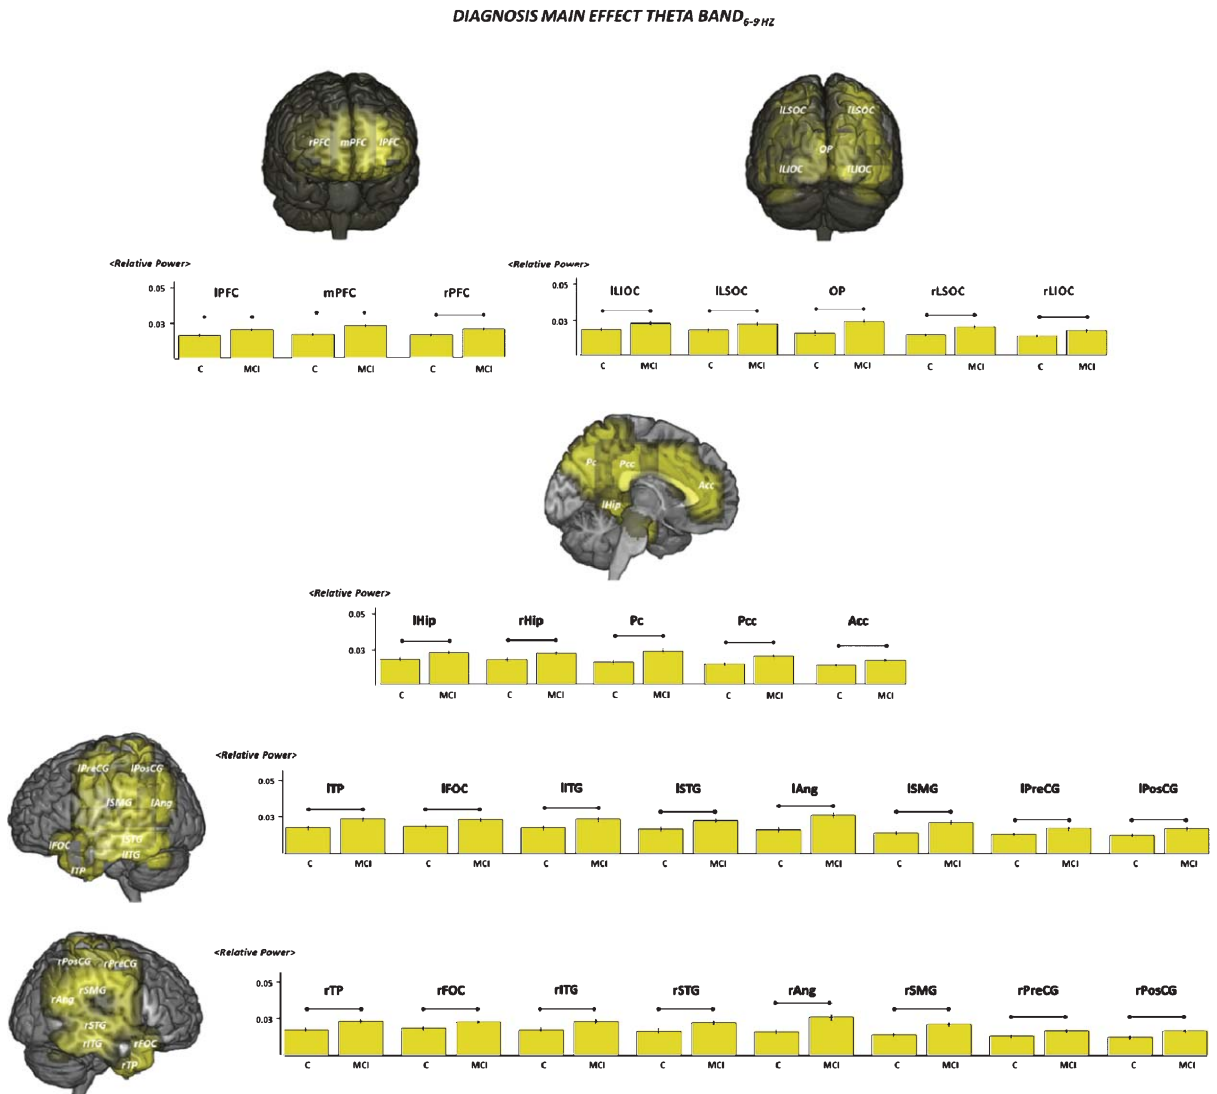 DIAGNOSIS MAIN EFFECT THETA BAND6-9 HZ
rPFC mPFC lPFC
lLSOC lLSOC
OP
lLIOC lLIOC
<Relative Power> <Relative Power>
0.05 lPFC mPFC rPFC 0.05 lLIOC lLSOC OP rLSOC rLIOC
0.03 0.03
C MCI C MCI C MCI C MCI C MCI C MCI C MCI C MCI
Pc Pcc
Acc
lHip
<Relative Power>
0.05 lHip rHip Pc Pcc Acc
0.03
C MCI C MCI C MCI C MCI C MCI
<Relative Power>
lPreCG lPosCG
lSMG lAng
lSTG
lFOC lITG
lTP
0.05 lTP lFOC lITG lSTG lAng lSMG lPreCG lPosCG
0.03
C MCI C MCI C MCI C MCI C MCI C MCI C MCI C MCI
<Relative Power>
rPosCG rPreCG
rSMG
rAng
rSTG
rITG rFOC
rTP
0.05 rTP rFOC rITG rSTG rAng rSMG rPreCG rPosCG
0.03
C MCI C MCI C MCI C MCI C MCI C MCI C MCI C MCI